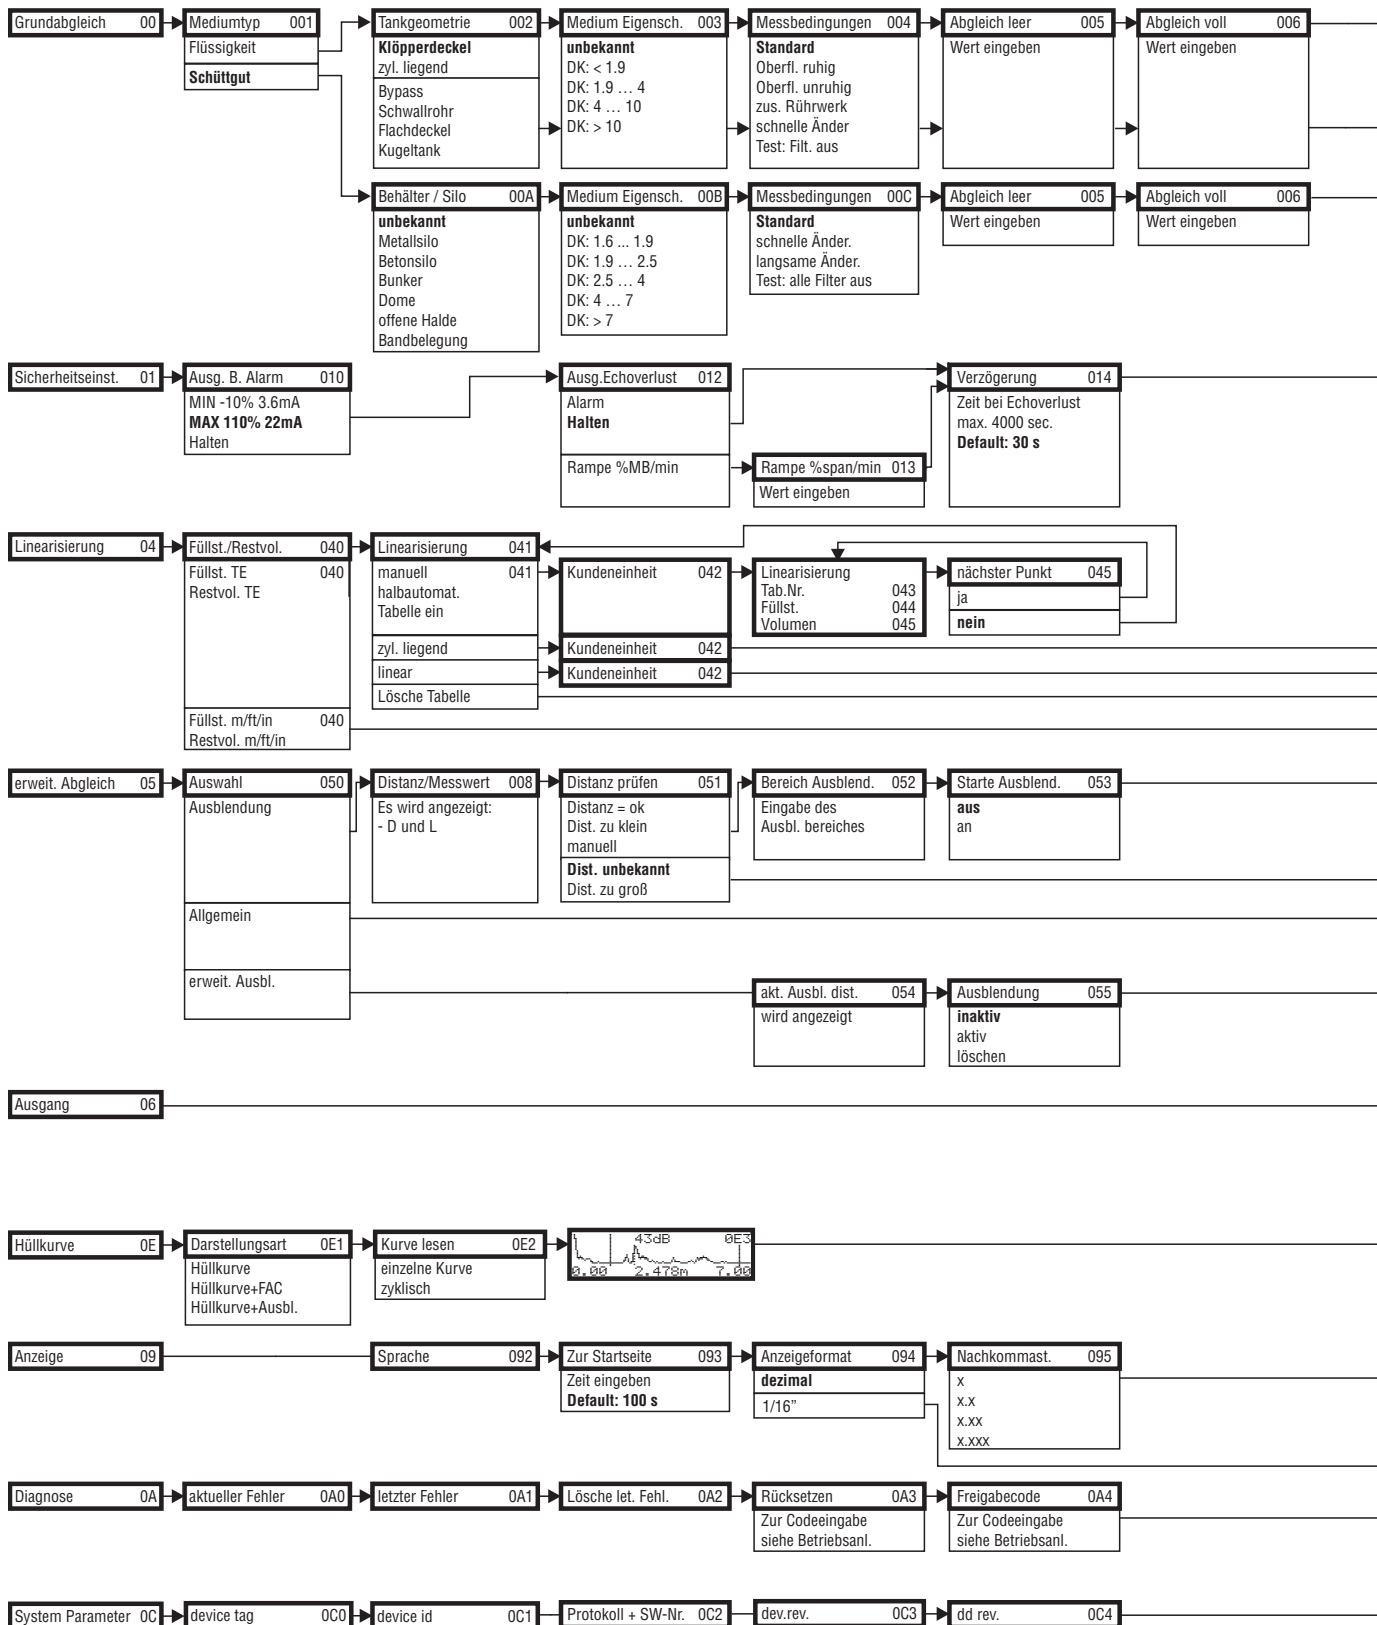 Grundabgleich 00
Mediumtyp 001
Flüssigkeit
Schüttgut
Tankgeometrie 002
Klöpperdeckel
zyl. liegend
Bypass
Schwallrohr
Flachdeckel
Kugeltank
Medium Eigensch. 003
unbekannt
DK: < 1.9
DK: 1.9 … 4
DK: 4 … 10
DK: > 10
Messbedingungen 004
Standard
Oberfl. ruhig
Oberfl. unruhig
zus. Rührwerk
schnelle Änder
Test: Filt. aus
Abgleich leer 005
Wert eingeben
Abgleich voll 006
Wert eingeben
Behälter / Silo 00A
unbekannt
Metallsilo
Betonsilo
Bunker
Dome
offene Halde
Bandbelegung
Medium Eigensch. 00B
unbekannt
DK: 1.6 ... 1.9
DK: 1.9 … 2.5
DK: 2.5 … 4
DK: 4 … 7
DK: > 7
Messbedingungen 00C
Standard
schnelle Änder.
langsame Änder.
Test: alle Filter aus
Abgleich leer 005
Wert eingeben
Abgleich voll 006
Wert eingeben
Sicherheitseinst. 01
Ausg. B. Alarm 010
MIN -10% 3.6mA
MAX 110% 22mA
Halten
Ausg.Echoverlust 012
Alarm
Halten
Rampe %MB/min
Rampe %span/min 013
Wert eingeben
Verzögerung 014
Zeit bei Echoverlust
max. 4000 sec.
Default: 30 s
Linearisierung 04
Füllst./Restvol. 040
Füllst. TE 040
Restvol. TE
Füllst. m/ft/in 040
Restvol. m/ft/in
Linearisierung 041
manuell 041
halbautomat.
Tabelle ein
zyl. liegend
linear
Lösche Tabelle
Kundeneinheit 042
Kundeneinheit 042
Kundeneinheit 042
Linearisierung
Tab.Nr. 043
Füllst. 044
Volumen 045
nächster Punkt 045
ja
nein
erweit. Abgleich 05
Auswahl 050
Ausblendung
Allgemein
erweit. Ausbl.
Distanz/Messwert 008
Es wird angezeigt:
- D und L
Distanz prüfen 051
Distanz = ok
Dist. zu klein
manuell
Dist. unbekannt
Dist. zu groß
Bereich Ausblend. 052
Eingabe des
Ausbl. bereiches
Starte Ausblend. 053
aus
an
akt. Ausbl. dist. 054
wird angezeigt
Ausblendung 055
inaktiv
aktiv
löschen
Ausgang 06
Hüllkurve 0E
Darstellungsart 0E1
Hüllkurve
Hüllkurve+FAC
Hüllkurve+Ausbl.
Kurve lesen 0E2
einzelne Kurve
zyklisch
43dB 0E3
0.00 2.478m 7.00
Anzeige 09
Sprache 092
Zur Startseite 093
Zeit eingeben
Default: 100 s
Anzeigeformat 094
dezimal
1/16”
Nachkommast. 095
x
x.x
x.xx
x.xxx
Diagnose 0A
aktueller Fehler 0A0
letzter Fehler 0A1
Lösche let. Fehl. 0A2
Rücksetzen 0A3
Zur Codeeingabe
siehe Betriebsanl.
Freigabecode 0A4
Zur Codeeingabe
siehe Betriebsanl.
System Parameter 0C
device tag 0C0
device id 0C1
Protokoll + SW-Nr. 0C2
dev.rev. 0C3
dd rev. 0C4